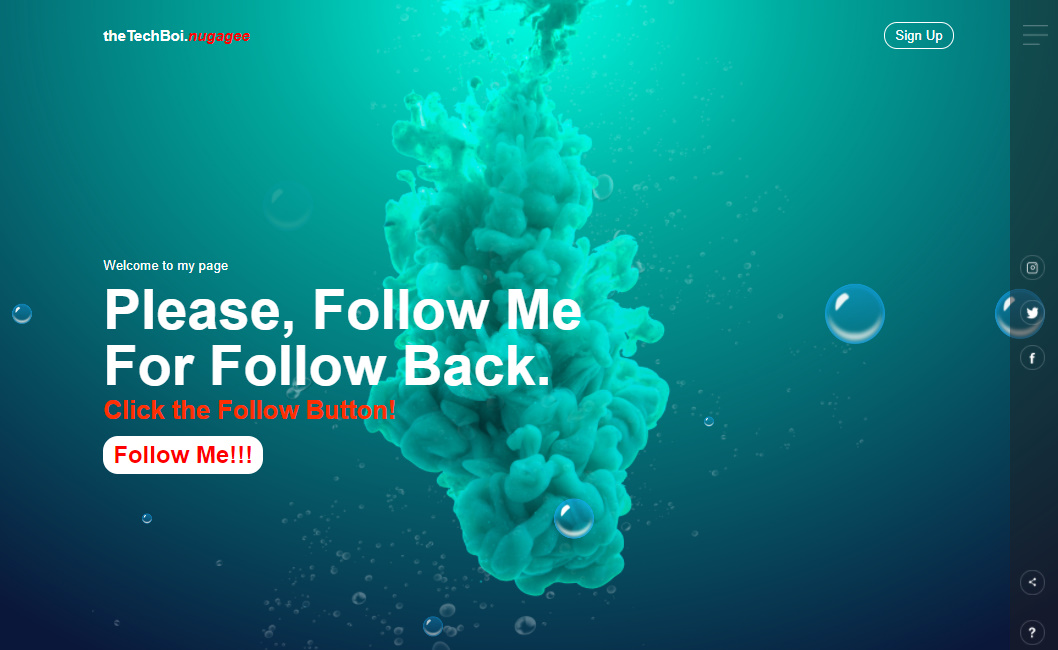 theTechBoi.nugagee
Sign Up
Welcome to my page
Please, Follow Me
For Follow Back.
Click the Follow Button!
Follow Me!!!
f
?